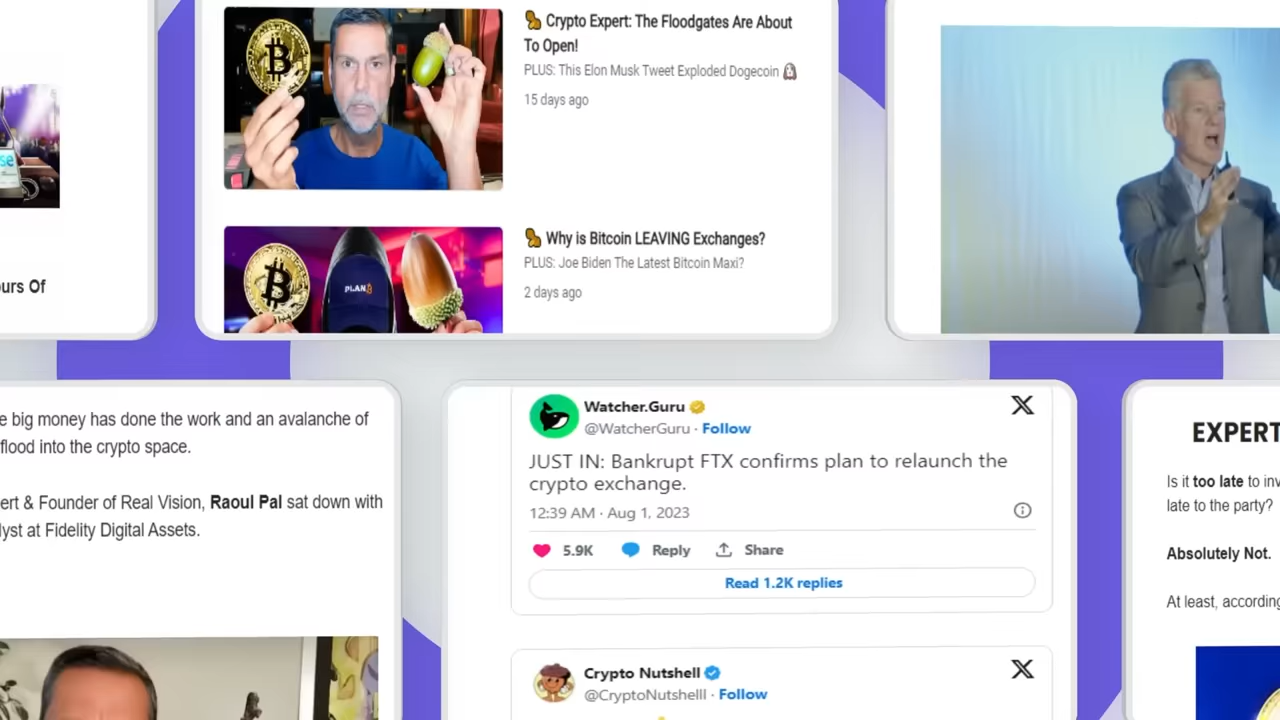 🥜 Crypto Expert: The Floodgates Are About
To Open!
PLUS: This Elon Musk Tweet Exploded Dogecoin
15 days ago
se
urs Of
🥜 Why is Bitcoin LEAVING Exchanges?
PLUS: Joe Biden The Latest Bitcoin Maxi?
2 days ago
PLAN₿
e big money has done the work and an avalanche of
flood into the crypto space.
ert & Founder of Real Vision, Raoul Pal sat down with
lyst at Fidelity Digital Assets.
Watcher.Guru
@WatcherGuru · Follow
JUST IN: Bankrupt FTX confirms plan to relaunch the
crypto exchange.
12:39 AM · Aug 1, 2023
5.9K Reply Share
Read 1.2K replies
Crypto Nutshell
@CryptoNutshelll · Follow
EXPERT
Is it too late to inv
late to the party?
Absolutely Not.
At least, according